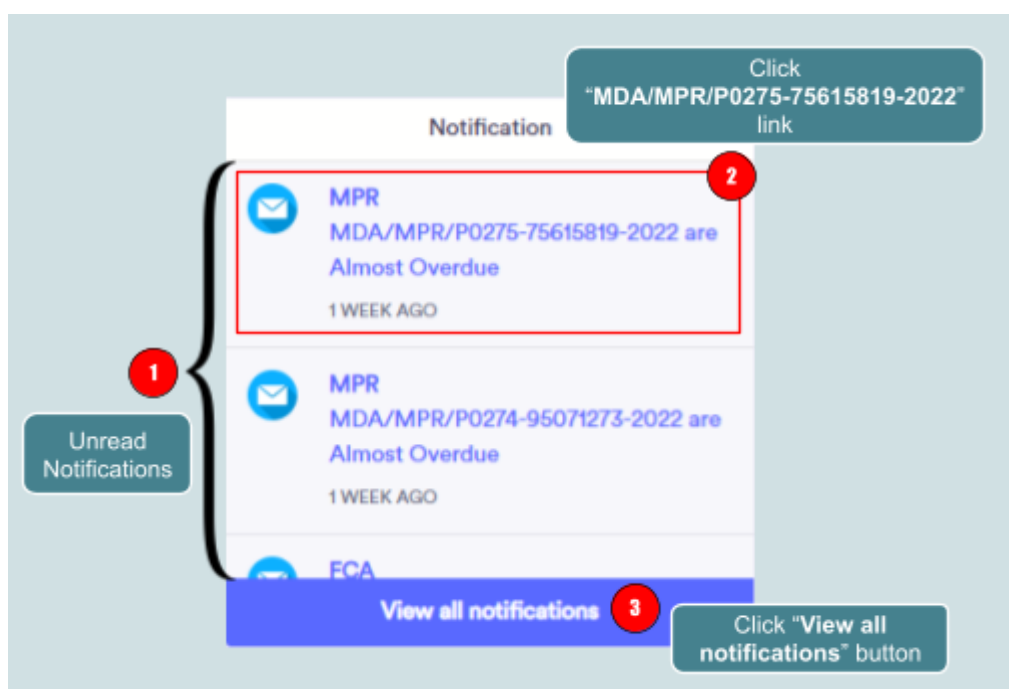 Click
“MDA/MPR/P0275-75615819-2022”
link
Notification
2
MPR
MDA/MPR/P0275-75615819-2022 are
Almost Overdue
1 WEEK AGO
1
Unread
Notifications
MPR
MDA/MPR/P0274-95071273-2022 are
Almost Overdue
1 WEEK AGO
FCA
View all notifications
3
Click “View all
notifications” button